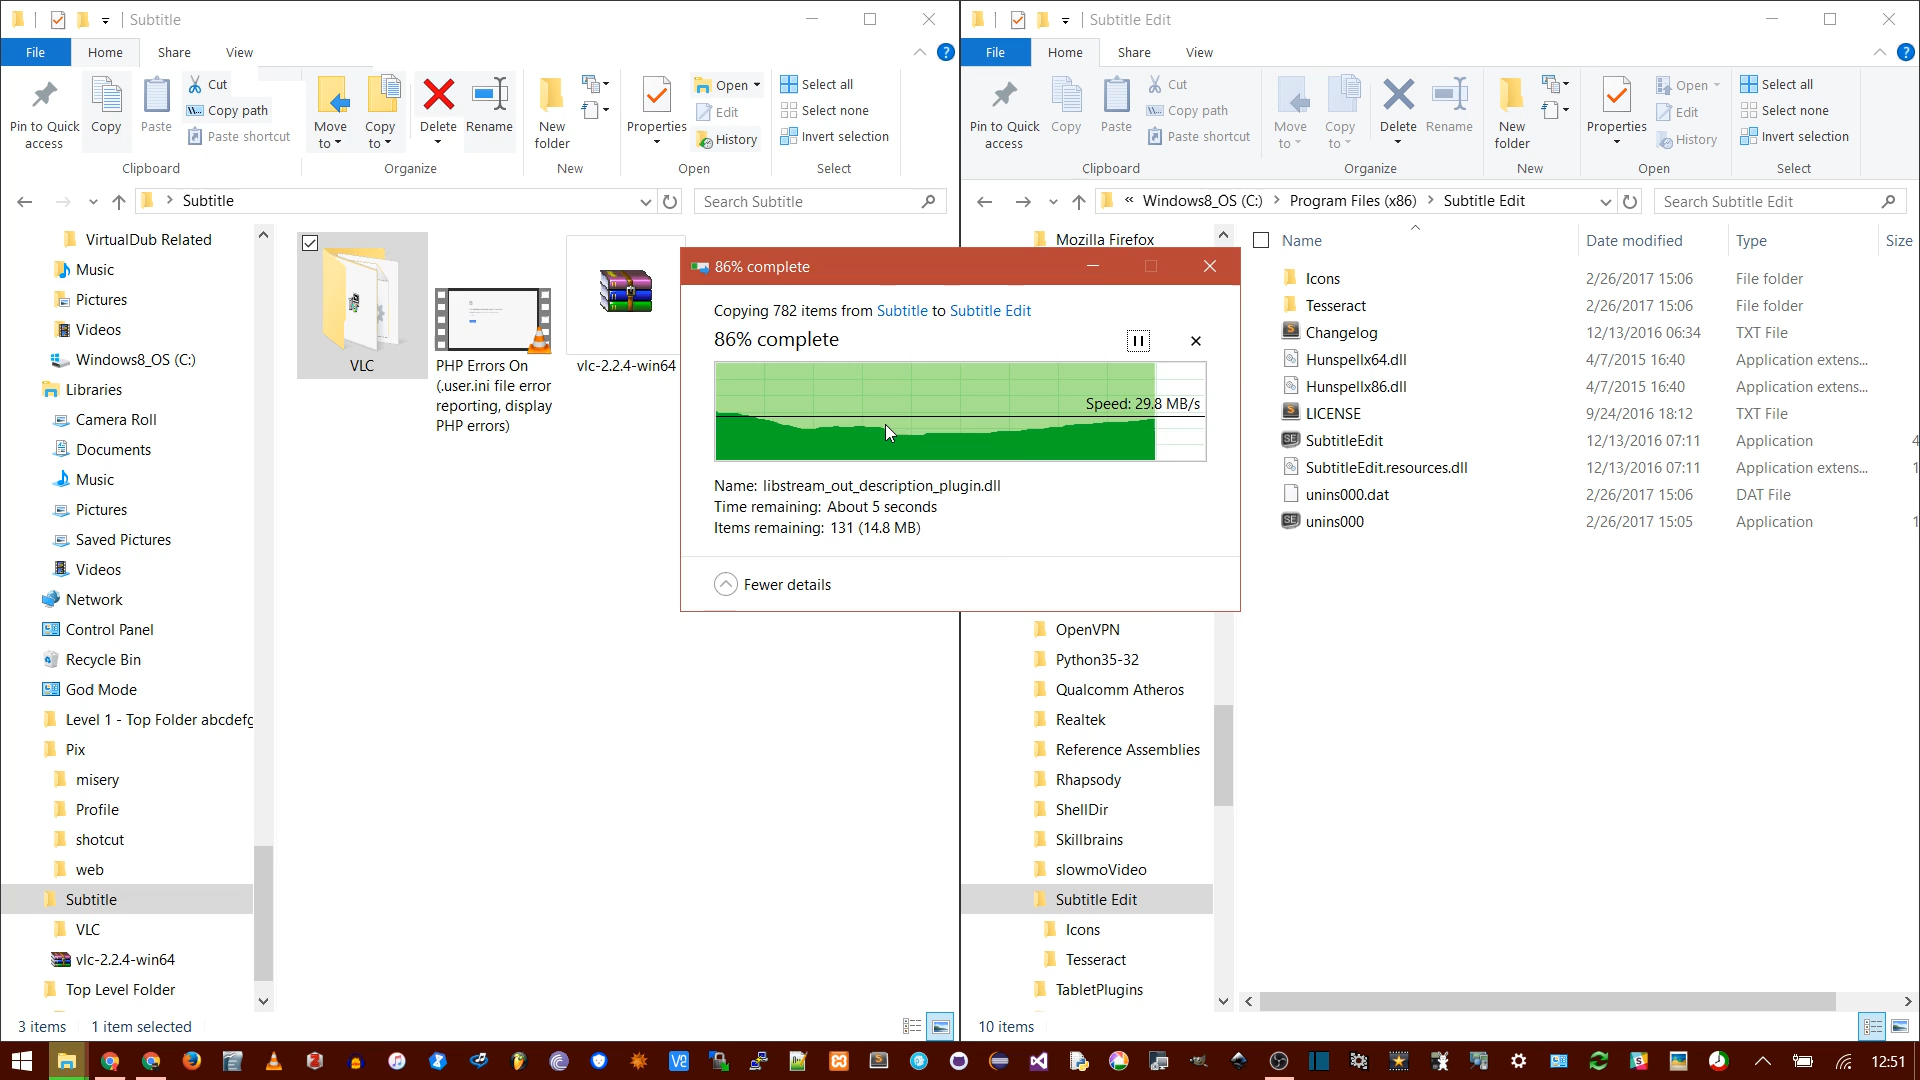 Subtitle
File
Home
Share
View
Pin to Quick access
Copy
Paste
Cut
Copy path
Paste shortcut
Clipboard
Move to
Copy to
Delete
Rename
Organize
New folder
New
Properties
Open
Edit
History
Open
Select all
Select none
Invert selection
Select
Subtitle
Search Subtitle
VirtualDub Related
Music
Pictures
Videos
Windows8_OS (C:)
Libraries
Camera Roll
Documents
Music
Pictures
Saved Pictures
Videos
Network
Control Panel
Recycle Bin
God Mode
Level 1 - Top Folder abcdefg
Pix
misery
Profile
shotcut
web
Subtitle
VLC
vlc-2.2.4-win64
Top Level Folder
VLC
PHP Errors On
(.user.ini file error
reporting, display
PHP errors)
vlc-2.2.4-win64
3 items 1 item selected
86% complete
Copying 782 items from Subtitle to Subtitle Edit
86% complete
Speed: 29.8 MB/s
Name: libstream_out_description_plugin.dll
Time remaining: About 5 seconds
Items remaining: 131 (14.8 MB)
Fewer details
Subtitle Edit
File
Home
Share
View
Pin to Quick access
Copy
Paste
Cut
Copy path
Paste shortcut
Clipboard
Move to
Copy to
Delete
Rename
Organize
New folder
New
Properties
Open
Edit
History
Open
Select all
Select none
Invert selection
Select
« Windows8_OS (C:) > Program Files (x86) > Subtitle Edit
Search Subtitle Edit
Mozilla Firefox
OpenVPN
Python35-32
Qualcomm Atheros
Realtek
Reference Assemblies
Rhapsody
ShellDir
Skillbrains
slowmoVideo
Subtitle Edit
Icons
Tesseract
TabletPlugins
Name Date modified Type Size
Icons 2/26/2017 15:06 File folder
Tesseract 2/26/2017 15:06 File folder
Changelog 12/13/2016 06:34 TXT File
Hunspellx64.dll 4/7/2015 16:40 Application extens...
Hunspellx86.dll 4/7/2015 16:40 Application extens...
LICENSE 9/24/2016 18:12 TXT File
SubtitleEdit 12/13/2016 07:11 Application 4
SubtitleEdit.resources.dll 12/13/2016 07:11 Application extens... 1
unins000.dat 2/26/2017 15:06 DAT File
unins000 2/26/2017 15:05 Application 1
10 items
12:51